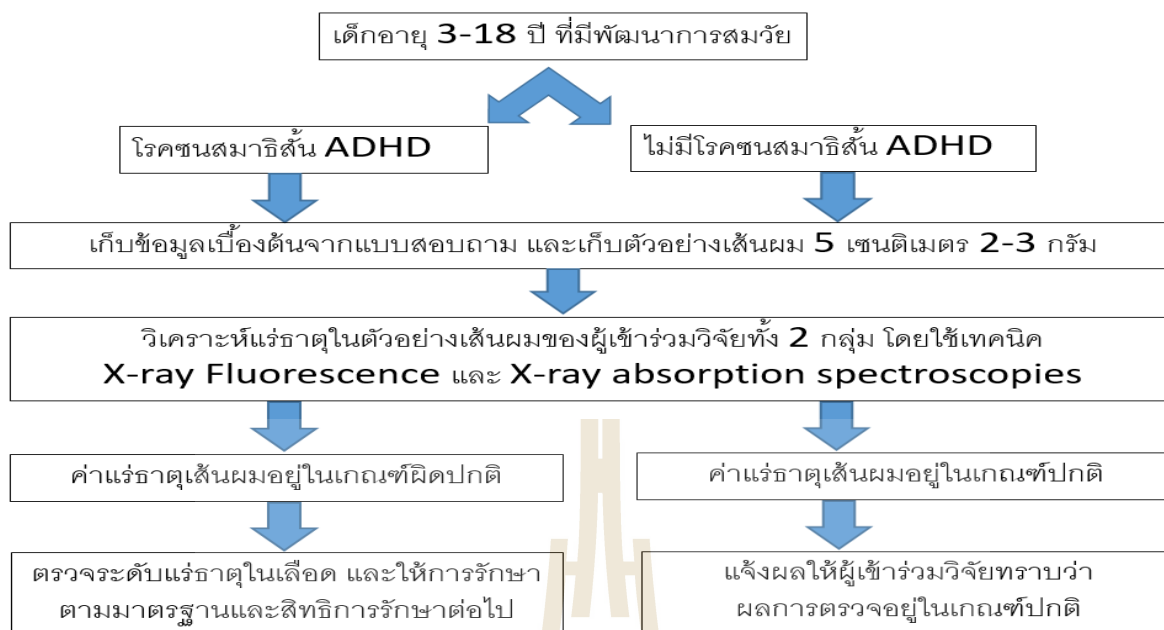 เด็กอายุ 3-18 ปี ที่มีพัฒนาการสมวัย
โรคซนสมาธิสั้น ADHD
ไม่มีโรคซนสมาธิสั้น ADHD
เก็บข้อมูลเบื้องต้นจากแบบสอบถาม และเก็บตัวอย่างเส้นผม 5 เซนติเมตร 2-3 กรัม
วิเคราะห์แร่ธาตุในตัวอย่างเส้นผมของผู้เข้าร่วมวิจัยทั้ง 2 กลุ่ม โดยใช้เทคนิค
X-ray Fluorescence และ X-ray absorption spectroscopies
ค่าแร่ธาตุเส้นผมอยู่ในเกณฑ์ผิดปกติ
ค่าแร่ธาตุเส้นผมอยู่ในเกณฑ์ปกติ
ตรวจระดับแร่ธาตุในเลือด และให้การรักษา
ตามมาตรฐานและสิทธิการรักษาต่อไป
แจ้งผลให้ผู้เข้าร่วมวิจัยทราบว่า
ผลการตรวจอยู่ในเกณฑ์ปกติ